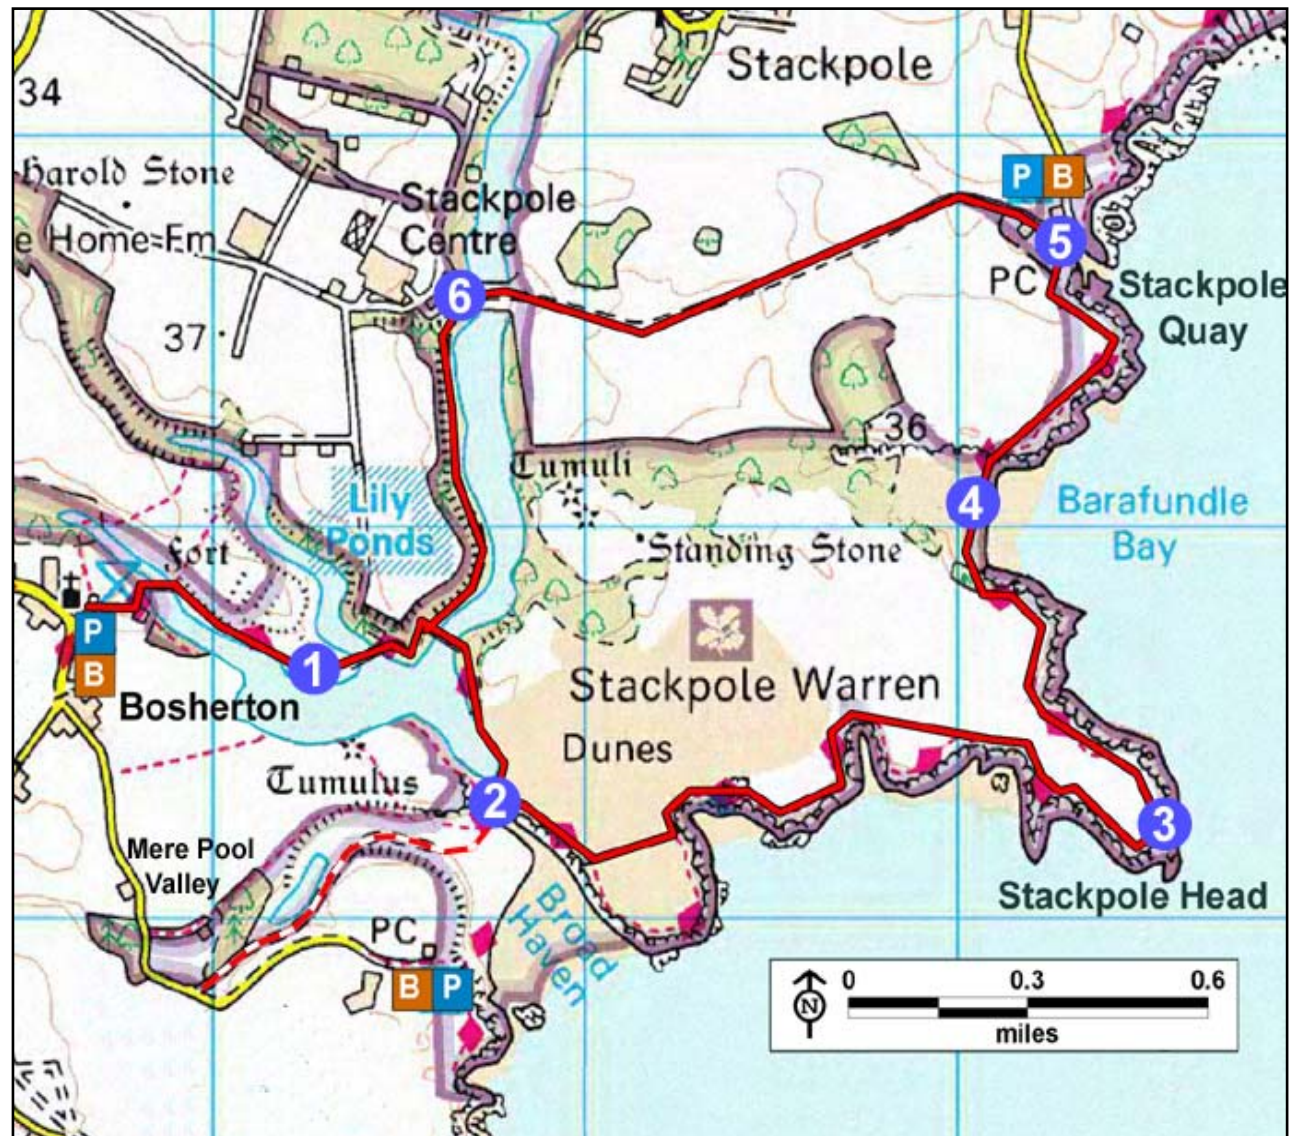 Stackpole
34
Harold Stone
Stackpole
Centre
e Home Fm
P B
5
6
PC
Stackpole
Quay
37
36
Tumuli
4
Lily
Ponds
Barafundle
Bay
Standing Stone
Fort
P
B
1
Stackpole Warren
Bosherton
Dunes
Tumulus
2
3
Mere Pool
Valley
Stackpole Head
Broad
Haven
PC
B P
N
0 0.3 0.6
miles